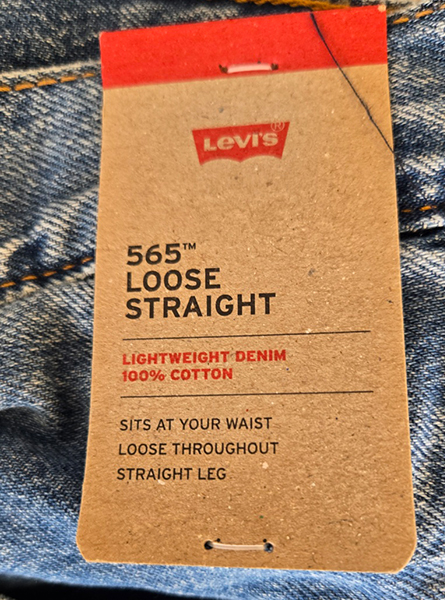 Levi's®
565™
LOOSE
STRAIGHT
LIGHTWEIGHT DENIM
100% COTTON
SITS AT YOUR WAIST
LOOSE THROUGHOUT
STRAIGHT LEG